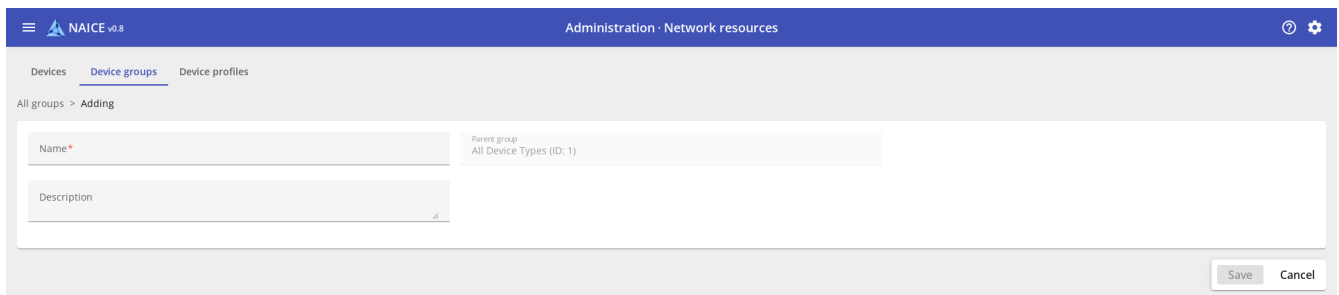 NAICE v0.8
Administration · Network resources
Devices Device groups Device profiles
All groups > Adding
Name*
Parent group
All Device Types (ID: 1)
Description
Save Cancel